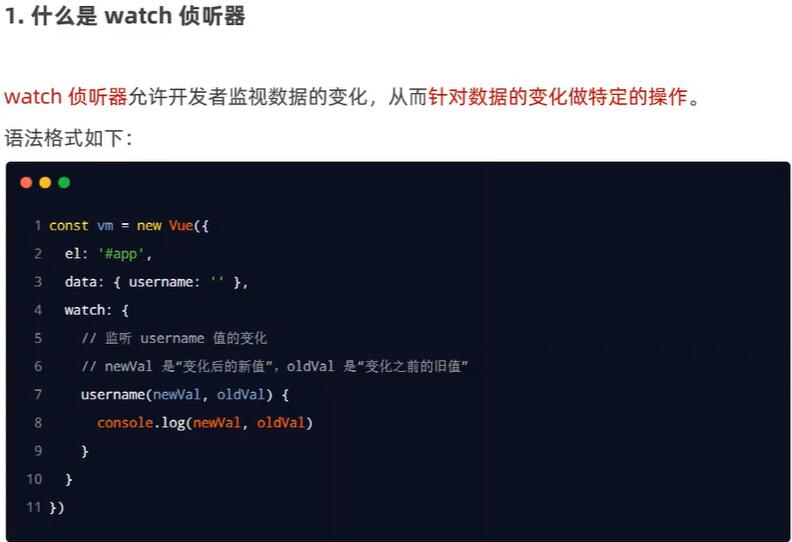 1. 什么是 watch 侦听器
watch 侦听器允许开发者监视数据的变化，从而针对数据的变化做特定的操作。
语法格式如下：
1 const vm = new Vue({
2   el: '#app',
3   data: { username: '' },
4   watch: {
5     // 监听 username 值的变化
6     // newVal 是“变化后的新值”，oldVal 是“变化之前的旧值”
7     username(newVal, oldVal) {
8       console.log(newVal, oldVal)
9     }
10   }
11 })